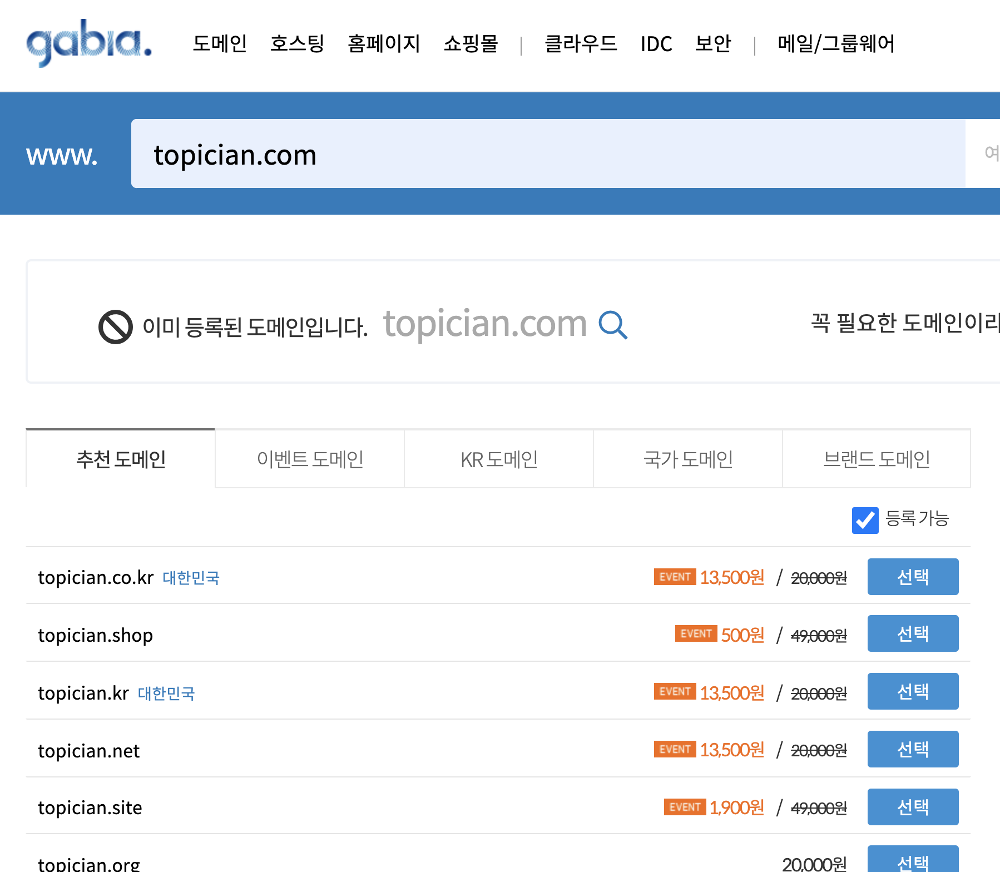 gabia.
도메인 호스팅 홈페이지 쇼핑몰 | 클라우드 IDC 보안 | 메일/그룹웨어
www. topician.com 예
이미 등록된 도메인입니다. topician.com 꼭 필요한 도메인이라
추천 도메인 이벤트 도메인 KR 도메인 국가 도메인 브랜드 도메인
등록 가능
topician.co.kr 대한민국 EVENT 13,500원 / 20,000원 선택
topician.shop EVENT 500원 / 49,000원 선택
topician.kr 대한민국 EVENT 13,500원 / 20,000원 선택
topician.net EVENT 13,500원 / 20,000원 선택
topician.site EVENT 1,900원 / 49,000원 선택
topician.org 20,000원 선택